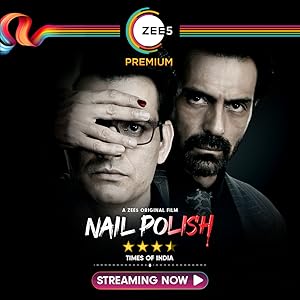 ZEE5
PREMIUM
A ZEE5 ORIGINAL FILM
NAIL POLISH
TIMES OF INDIA
STREAMING NOW